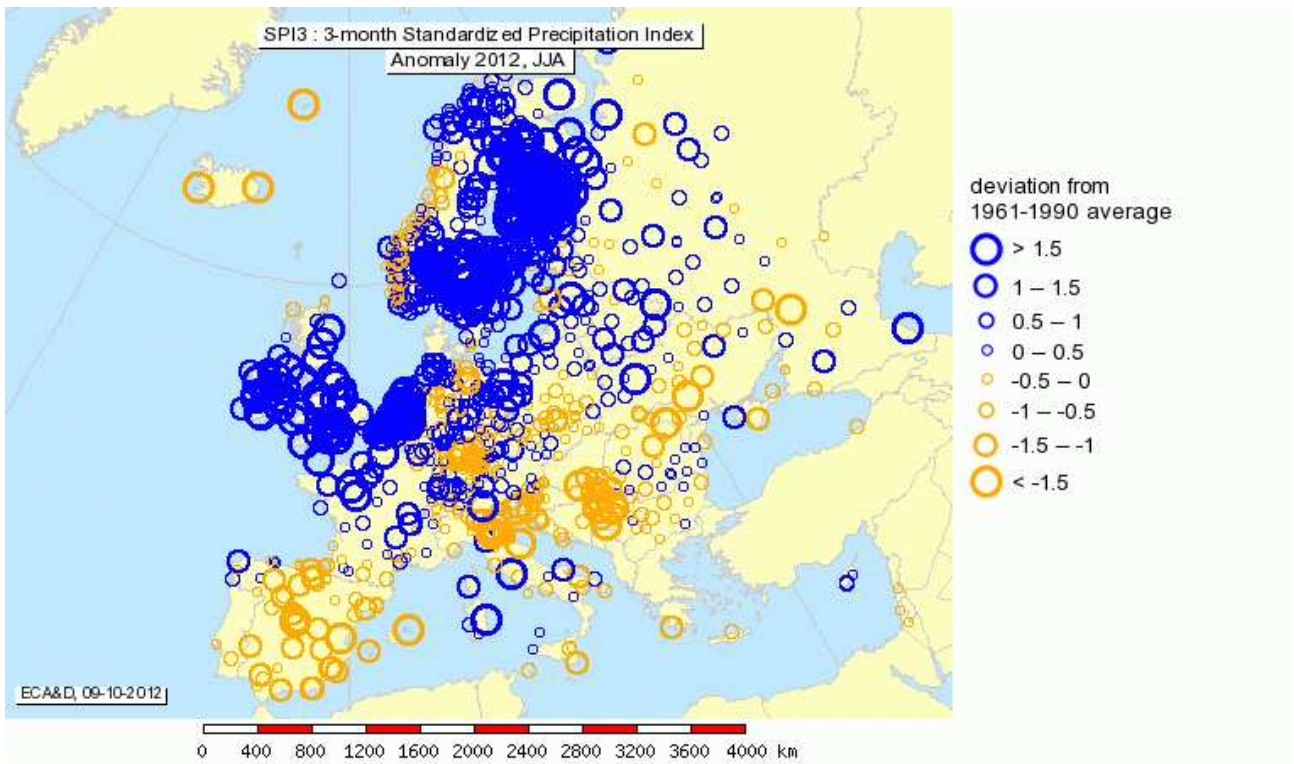 SPI3 : 3-month Standardized Precipitation Index
Anomaly 2012, JJA
deviation from
1961-1990 average
> 1.5
1 – 1.5
0.5 – 1
0 – 0.5
-0.5 – 0
-1 – -0.5
-1.5 – -1
< -1.5
ECA&D, 09-10-2012
0 400 800 1200 1600 2000 2400 2800 3200 3600 4000 km